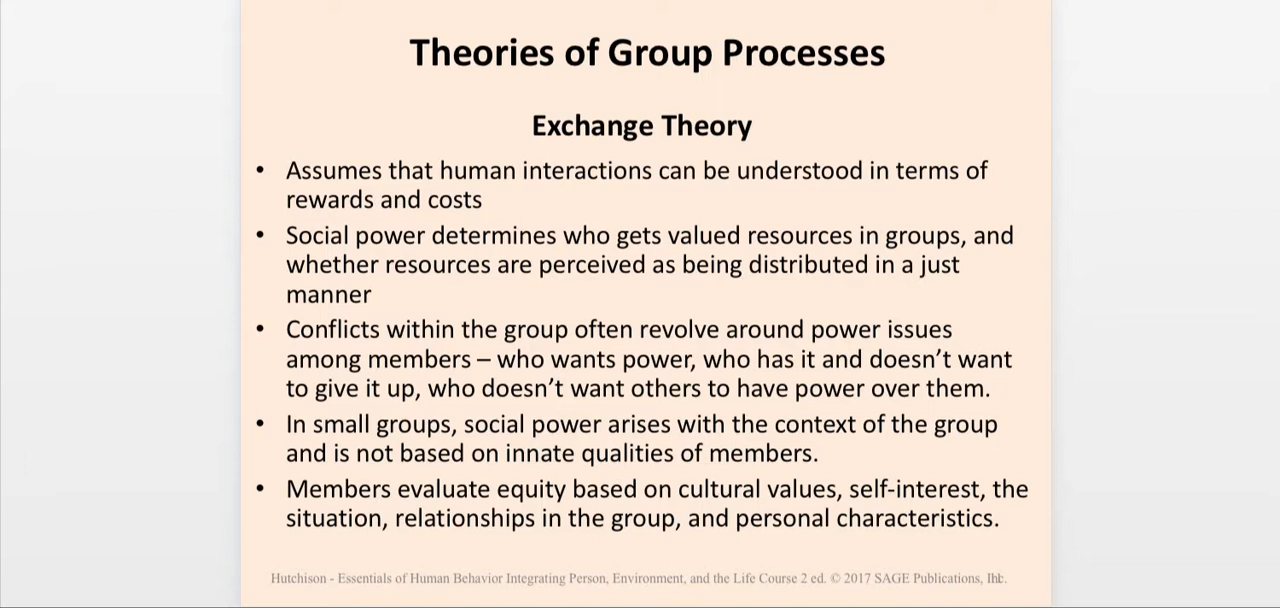 Theories of Group Processes
Exchange Theory
• Assumes that human interactions can be understood in terms of
rewards and costs
• Social power determines who gets valued resources in groups, and
whether resources are perceived as being distributed in a just
manner
• Conflicts within the group often revolve around power issues
among members – who wants power, who has it and doesn’t want
to give it up, who doesn’t want others to have power over them.
• In small groups, social power arises with the context of the group
and is not based on innate qualities of members.
• Members evaluate equity based on cultural values, self-interest, the
situation, relationships in the group, and personal characteristics.
Hutchison - Essentials of Human Behavior Integrating Person, Environment, and the Life Course 2 ed. © 2017 SAGE Publications,